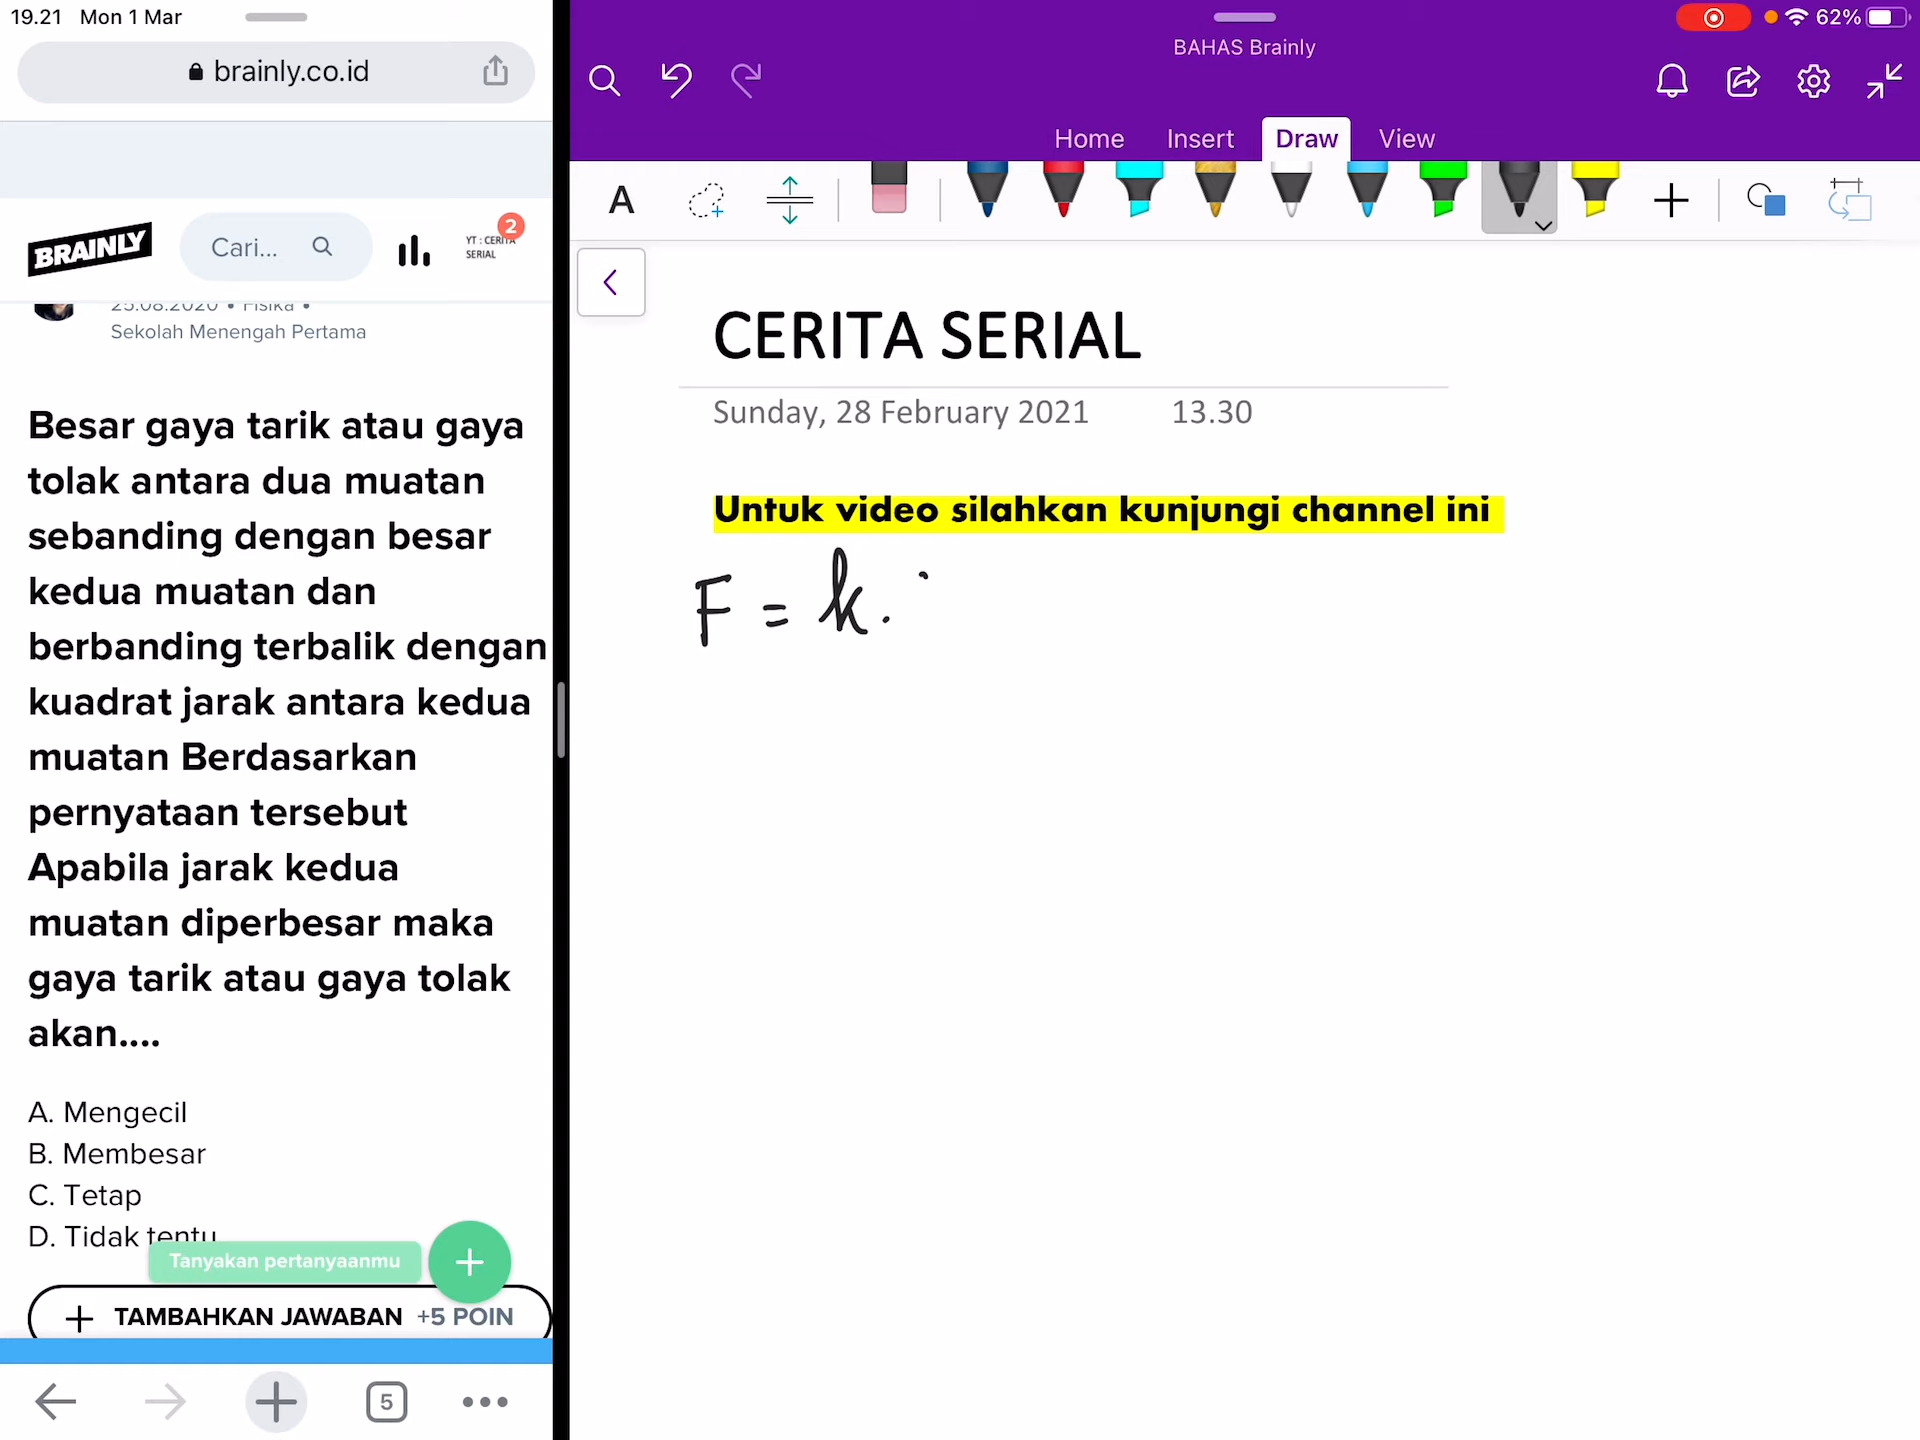 19.21 Mon 1 Mar
brainly.co.id
BRAINLY
Cari...
YT : CERITA
SERIAL
2
25.08.2020 • Fisika •
Sekolah Menengah Pertama
Besar gaya tarik atau gaya
tolak antara dua muatan
sebanding dengan besar
kedua muatan dan
berbanding terbalik dengan
kuadrat jarak antara kedua
muatan Berdasarkan
pernyataan tersebut
Apabila jarak kedua
muatan diperbesar maka
gaya tarik atau gaya tolak
akan....
A. Mengecil
B. Membesar
C. Tetap
D. Tidak tentu
Tanyakan pertanyaanmu
+
+ TAMBAHKAN JAWABAN +5 POIN
5
62%
BAHAS Brainly
Home Insert Draw View
A
CERITA SERIAL
Sunday, 28 February 2021 13.30
Untuk video silahkan kunjungi channel ini
F = k.